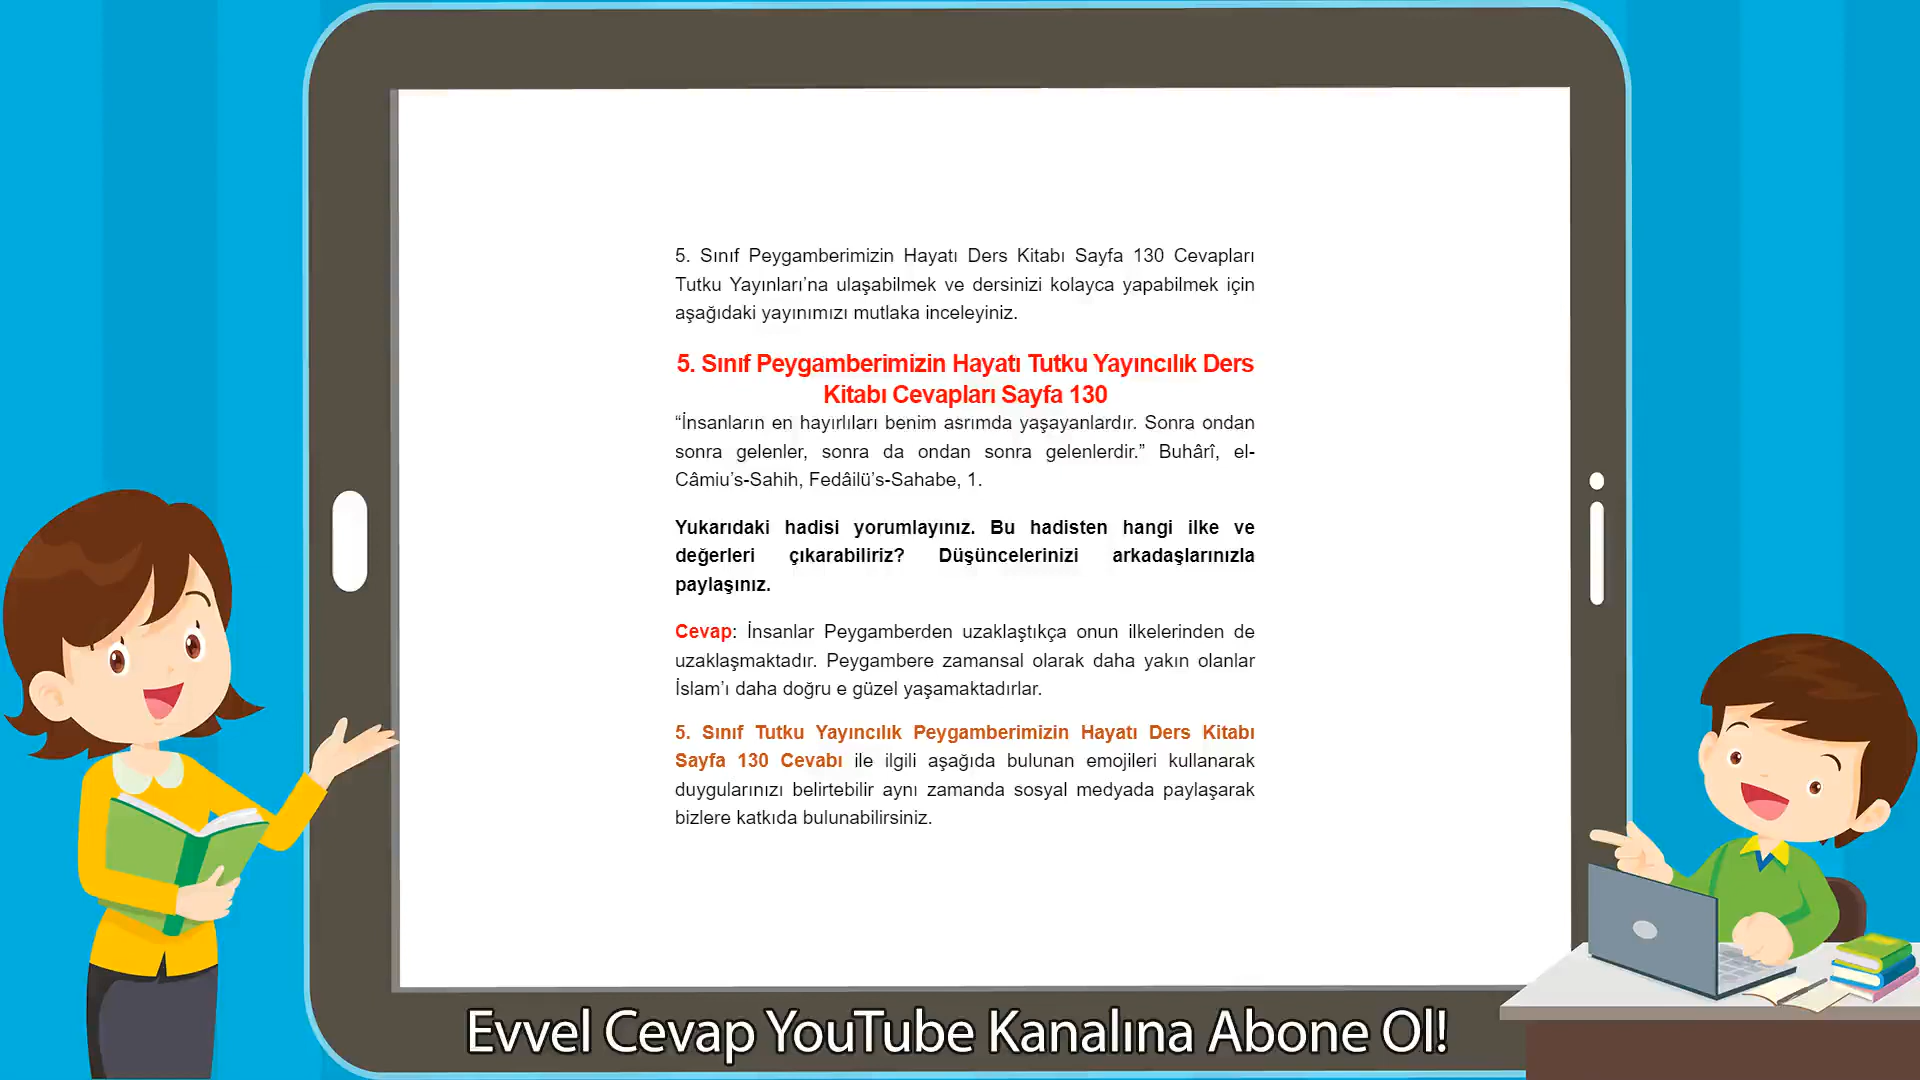 5. Sınıf Peygamberimizin Hayatı Ders Kitabı Sayfa 130 Cevapları
Tutku Yayınları’na ulaşabilmek ve dersinizi kolayca yapabilmek için
aşağıdaki yayınımızı mutlaka inceleyiniz.
5. Sınıf Peygamberimizin Hayatı Tutku Yayıncılık Ders
Kitabı Cevapları Sayfa 130
“İnsanların en hayırlıları benim asrımda yaşayanlardır. Sonra ondan
sonra gelenler, sonra da ondan sonra gelenlerdir.” Buhârî, el-
Câmiu’s-Sahih, Fedâilü’s-Sahabe, 1.
Yukarıdaki hadisi yorumlayınız. Bu hadisten hangi ilke ve
değerleri çıkarabiliriz? Düşüncelerinizi arkadaşlarınızla
paylaşınız.
Cevap: İnsanlar Peygamberden uzaklaştıkça onun ilkelerinden de
uzaklaşmaktadır. Peygambere zamansal olarak daha yakın olanlar
İslam’ı daha doğru e güzel yaşamaktadırlar.
5. Sınıf Tutku Yayıncılık Peygamberimizin Hayatı Ders Kitabı
Sayfa 130 Cevabı ile ilgili aşağıda bulunan emojileri kullanarak
duygularınızı belirtebilir aynı zamanda sosyal medyada paylaşarak
bizlere katkıda bulunabilirsiniz.
Evvel Cevap YouTube Kanalına Abone Ol!